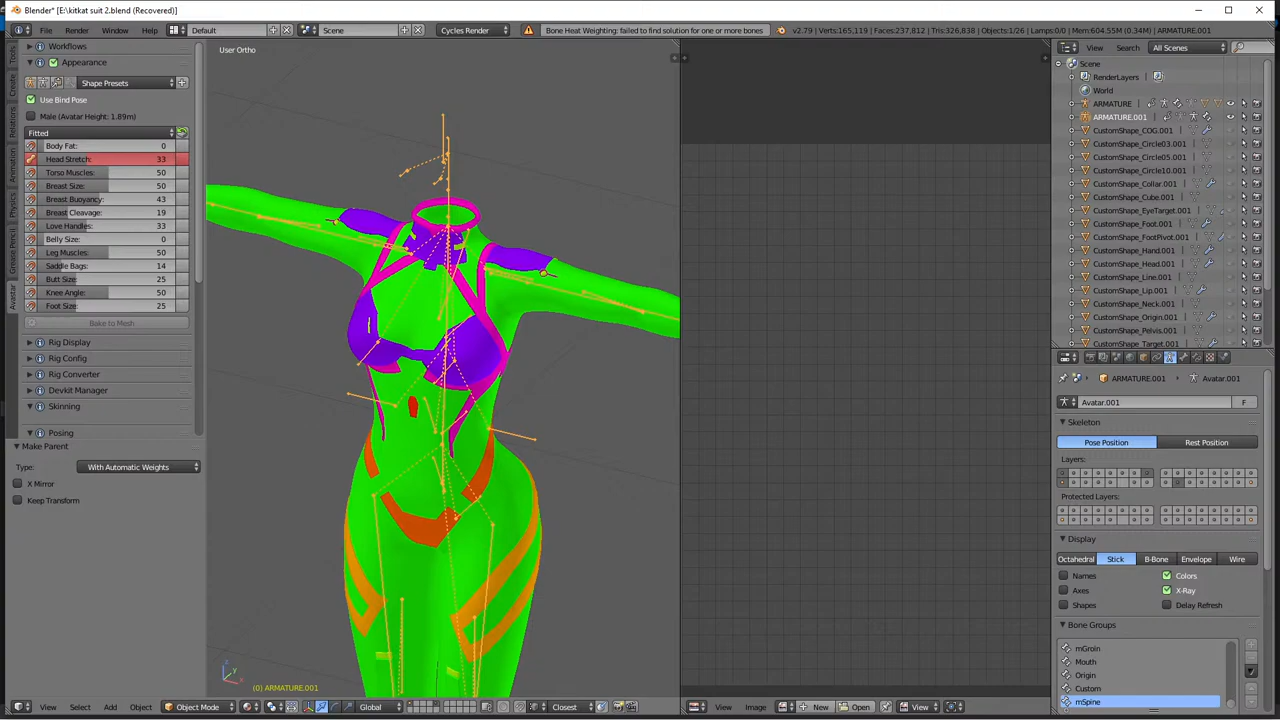 Blender* [E:\kitkat suit 2.blend (Recovered)]
File Render Window Help Default Scene Cycles Render Bone Heat Weighting: failed to find solution for one or more bones v2.79 | Verts:165,119 | Faces:237,812 | Tris:326,838 | Objects:1/26 | Lamps:0/0 | Mem:604.55M (0.34M) | ARMATURE.001
Tools
Create
Relations
Animation
Physics
Grease Pencil
Avastar
Workflows
Appearance
Shape Presets
Use Bind Pose
Male (Avatar Height: 1.89m)
Fitted
Body Fat: 0
Head Stretch: 33
Torso Muscles: 50
Breast Size: 50
Breast Buoyancy: 43
Breast Cleavage: 19
Love Handles: 33
Belly Size: 0
Leg Muscles: 50
Saddle Bags: 14
Butt Size: 25
Knee Angle: 50
Foot Size: 25
Bake to Mesh
Rig Display
Rig Config
Rig Converter
Devkit Manager
Skinning
Posing
Make Parent
Type: With Automatic Weights
X Mirror
Keep Transform
User Ortho
(0) ARMATURE.001
View Select Add Object Object Mode Global Closest
View Image New Open View
View Search All Scenes
Scene
RenderLayers
World
ARMATURE
ARMATURE.001
CustomShape_COG.001
CustomShape_Circle03.001
CustomShape_Circle05.001
CustomShape_Circle10.001
CustomShape_Collar.001
CustomShape_Cube.001
CustomShape_EyeTarget.001
CustomShape_Foot.001
CustomShape_FootPivot.001
CustomShape_Hand.001
CustomShape_Head.001
CustomShape_Line.001
CustomShape_Lip.001
CustomShape_Neck.001
CustomShape_Origin.001
CustomShape_Pelvis.001
CustomShape_Target.001
ARMATURE.001 Avatar.001
Avatar.001 F
Skeleton
Pose Position Rest Position
Layers:
Protected Layers:
Display
Octahedral Stick B-Bone Envelope Wire
Names Colors
Axes X-Ray
Shapes Delay Refresh
Bone Groups
mGroin
Mouth
Origin
Custom
mSpine